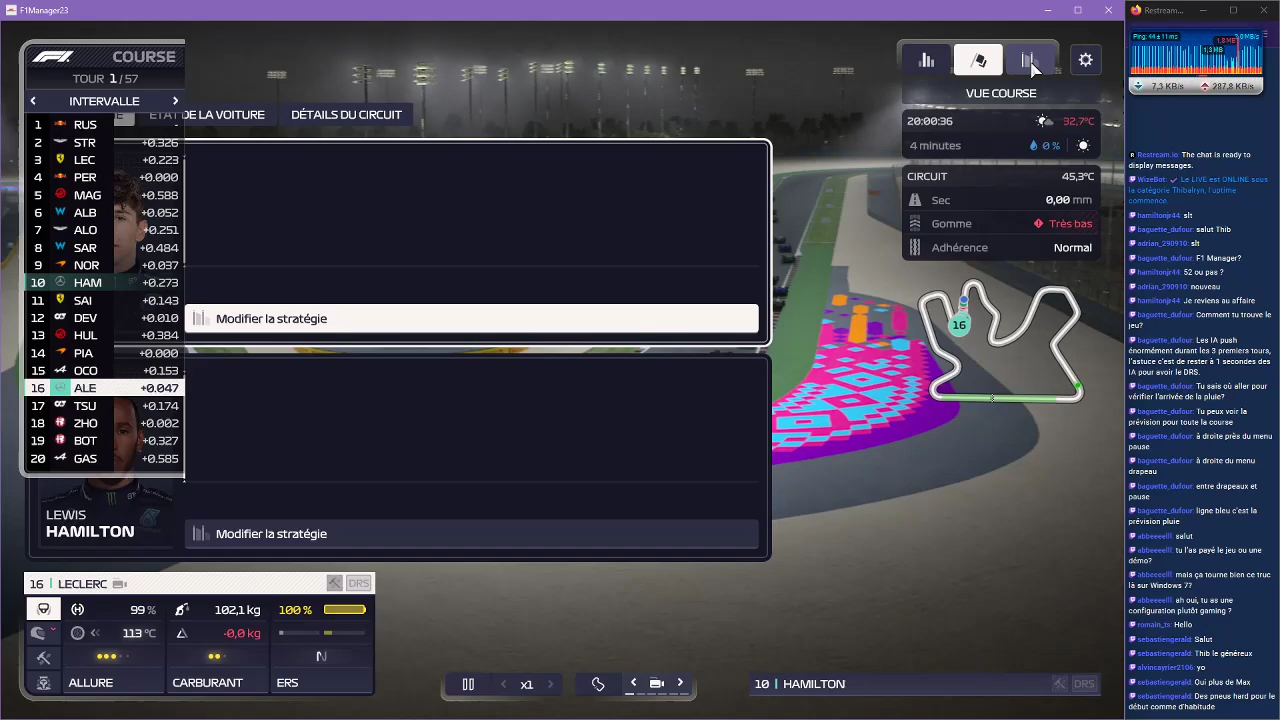 F1Manager23
Restream...
COURSE
TOUR 1/57
INTERVALLE
ETAT DE LA VOITURE
DÉTAILS DU CIRCUIT
1 RUS -
2 STR +0.326
3 LEC +0.223
4 PER +0.000
5 MAG +0.588
6 ALB +0.052
7 ALO +0.251
8 SAR +0.484
9 NOR +0.037
10 HAM +0.273
11 SAI +0.143
12 DEV +0.010
13 HUL +0.384
14 PIA +0.000
15 OCO +0.153
16 ALE +0.047
17 TSU +0.174
18 ZHO +0.002
19 BOT +0.327
20 GAS +0.585
Modifier la stratégie
LEWIS
HAMILTON
Modifier la stratégie
16 LECLERC DRS
99 % 102,1 kg 100 %
113 °C -0,0 kg
N
ALLURE CARBURANT ERS
x1
10 HAMILTON DRS
VUE COURSE
20:00:36 32,7°C
4 minutes 0 %
CIRCUIT 45,3°C
Sec 0,00 mm
Gomme Très bas
Adhérence Normal
16
Ping: 44±11 ms
7,3 KB/s 287,8 KB/s
Restream.io: The chat is ready to
display messages.
WizeBot: Le LIVE est ONLINE sous
la catégorie Thibalryn, l'uptime
commence.
hamiltonjr44: slt
baguette_dufour: salut Thib
adrian_290910: slt
baguette_dufour: F1 Manager?
hamiltonjr44: 52 ou pas ?
adrian_290910: nouveau
hamiltonjr44: Je reviens au affaire
baguette_dufour: Comment tu trouve le
jeu?
baguette_dufour: Les IA push
énormément durant les 3 premiers tours,
l'astuce c'est de rester à 1 secondes des
IA pour avoir le DRS.
baguette_dufour: Tu sais où aller pour
vérifier l'arrivée de la pluie?
baguette_dufour: Tu peux voir la
prévision pour toute la course
baguette_dufour: à droite près du menu
pause
baguette_dufour: à droite du menu
drapeau
baguette_dufour: entre drapeaux et
pause
baguette_dufour: ligne bleu c'est la
prévision pluie
abbeeeelll: salut
abbeeeelll: tu l'as payé le jeu ou une
démo?
abbeeeelll: mais ça tourne bien ce truc
là sur Windows 7?
abbeeeelll: ah oui, tu as une
configuration plutôt gaming ?
romain_ts: Hello
sebastiengerald: Salut
sebastiengerald: Thib le généreux
alvincayrier2106: yo
sebastiengerald: Oui plus de Max
sebastiengerald: Des pneus hard pour le
début comme d'habitude